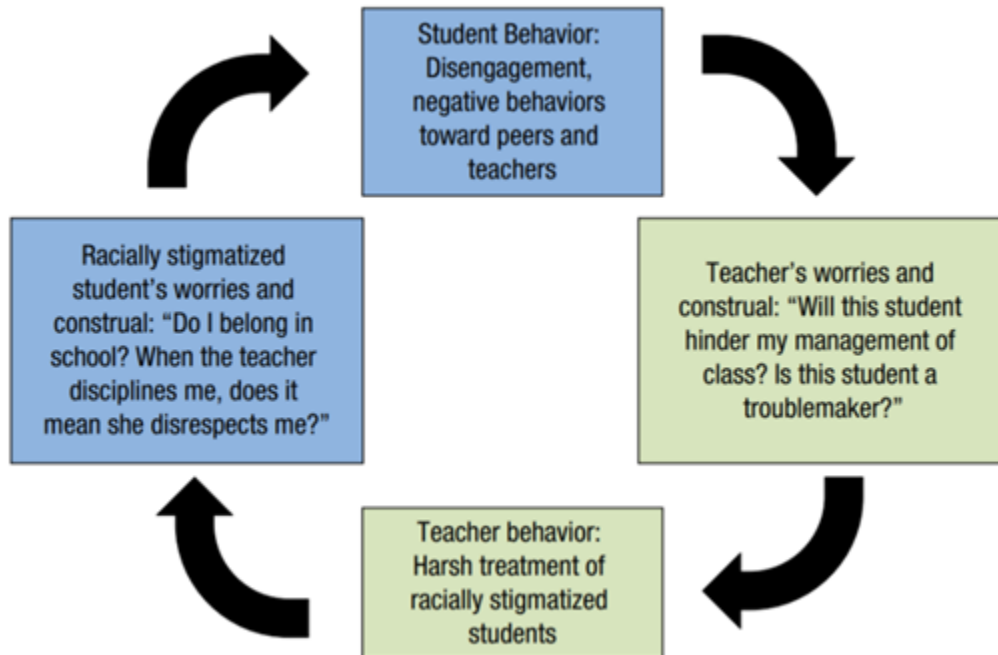 Student Behavior:
Disengagement,
negative behaviors
toward peers and
teachers
Teacher’s worries and
construal: “Will this student
hinder my management of
class? Is this student a
troublemaker?”
Teacher behavior:
Harsh treatment of
racially stigmatized
students
Racially stigmatized
student’s worries and
construal: “Do I belong in
school? When the teacher
disciplines me, does it
mean she disrespects me?”